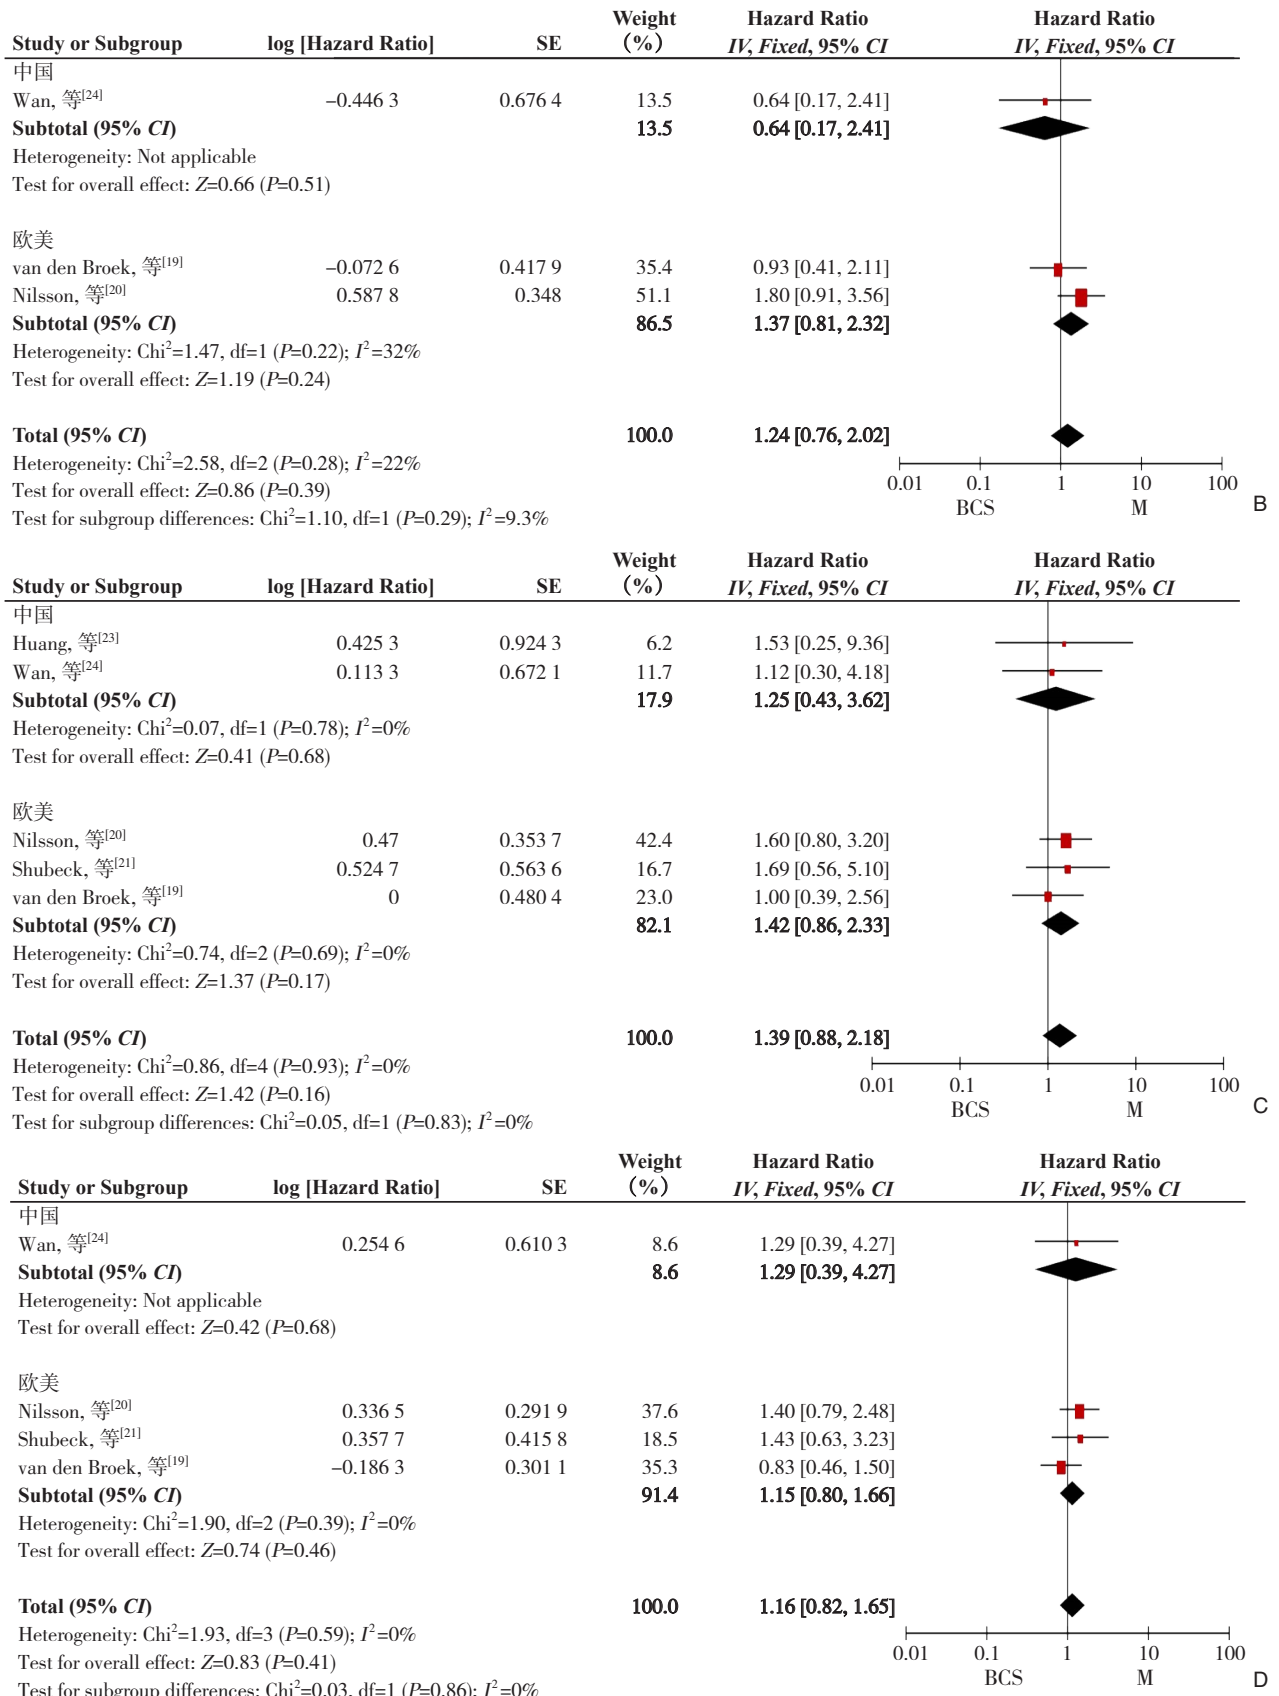 Weight Hazard Ratio Hazard Ratio
Study or Subgroup log [Hazard Ratio] SE (%) IV, Fixed, 95% CI IV, Fixed, 95% CI
中国
Wan, 等[24] −0.446 3 0.676 4 13.5 0.64 [0.17, 2.41]
Subtotal (95% CI) 13.5 0.64 [0.17, 2.41]
Heterogeneity: Not applicable
Test for overall effect: Z=0.66 (P=0.51)
欧美
van den Broek, 等[19] −0.072 6 0.417 9 35.4 0.93 [0.41, 2.11]
Nilsson, 等[20] 0.587 8 0.348 51.1 1.80 [0.91, 3.56]
Subtotal (95% CI) 86.5 1.37 [0.81, 2.32]
Heterogeneity: Chi²=1.47, df=1 (P=0.22); I²=32%
Test for overall effect: Z=1.19 (P=0.24)
Total (95% CI) 100.0 1.24 [0.76, 2.02]
Heterogeneity: Chi²=2.58, df=2 (P=0.28); I²=22%
0.01 0.1 1 10 100
Test for overall effect: Z=0.86 (P=0.39)
BCS M B
Test for subgroup differences: Chi²=1.10, df=1 (P=0.29); I²=9.3%
Weight Hazard Ratio Hazard Ratio
Study or Subgroup log [Hazard Ratio] SE (%) IV, Fixed, 95% CI IV, Fixed, 95% CI
中国
Huang, 等[23] 0.425 3 0.924 3 6.2 1.53 [0.25, 9.36]
Wan, 等[24] 0.113 3 0.672 1 11.7 1.12 [0.30, 4.18]
Subtotal (95% CI) 17.9 1.25 [0.43, 3.62]
Heterogeneity: Chi²=0.07, df=1 (P=0.78); I²=0%
Test for overall effect: Z=0.41 (P=0.68)
欧美
Nilsson, 等[20] 0.47 0.353 7 42.4 1.60 [0.80, 3.20]
Shubeck, 等[21] 0.524 7 0.563 6 16.7 1.69 [0.56, 5.10]
van den Broek, 等[19] 0 0.480 4 23.0 1.00 [0.39, 2.56]
Subtotal (95% CI) 82.1 1.42 [0.86, 2.33]
Heterogeneity: Chi²=0.74, df=2 (P=0.69); I²=0%
Test for overall effect: Z=1.37 (P=0.17)
Total (95% CI) 100.0 1.39 [0.88, 2.18]
Heterogeneity: Chi²=0.86, df=4 (P=0.93); I²=0%
0.01 0.1 1 10 100
Test for overall effect: Z=1.42 (P=0.16)
BCS M C
Test for subgroup differences: Chi²=0.05, df=1 (P=0.83); I²=0%
Weight Hazard Ratio Hazard Ratio
Study or Subgroup log [Hazard Ratio] SE (%) IV, Fixed, 95% CI IV, Fixed, 95% CI
中国
Wan, 等[24] 0.254 6 0.610 3 8.6 1.29 [0.39, 4.27]
Subtotal (95% CI) 8.6 1.29 [0.39, 4.27]
Heterogeneity: Not applicable
Test for overall effect: Z=0.42 (P=0.68)
欧美
Nilsson, 等[20] 0.336 5 0.291 9 37.6 1.40 [0.79, 2.48]
Shubeck, 等[21] 0.357 7 0.415 8 18.5 1.43 [0.63, 3.23]
van den Broek, 等[19] −0.186 3 0.301 1 35.3 0.83 [0.46, 1.50]
Subtotal (95% CI) 91.4 1.15 [0.80, 1.66]
Heterogeneity: Chi²=1.90, df=2 (P=0.39); I²=0%
Test for overall effect: Z=0.74 (P=0.46)
Total (95% CI) 100.0 1.16 [0.82, 1.65]
Heterogeneity: Chi²=1.93, df=3 (P=0.59); I²=0%
0.01 0.1 1 10 100
Test for overall effect: Z=0.83 (P=0.41)
BCS M D
Test for subgroup differences: Chi²=0.03, df=1 (P=0.86); I²=0%